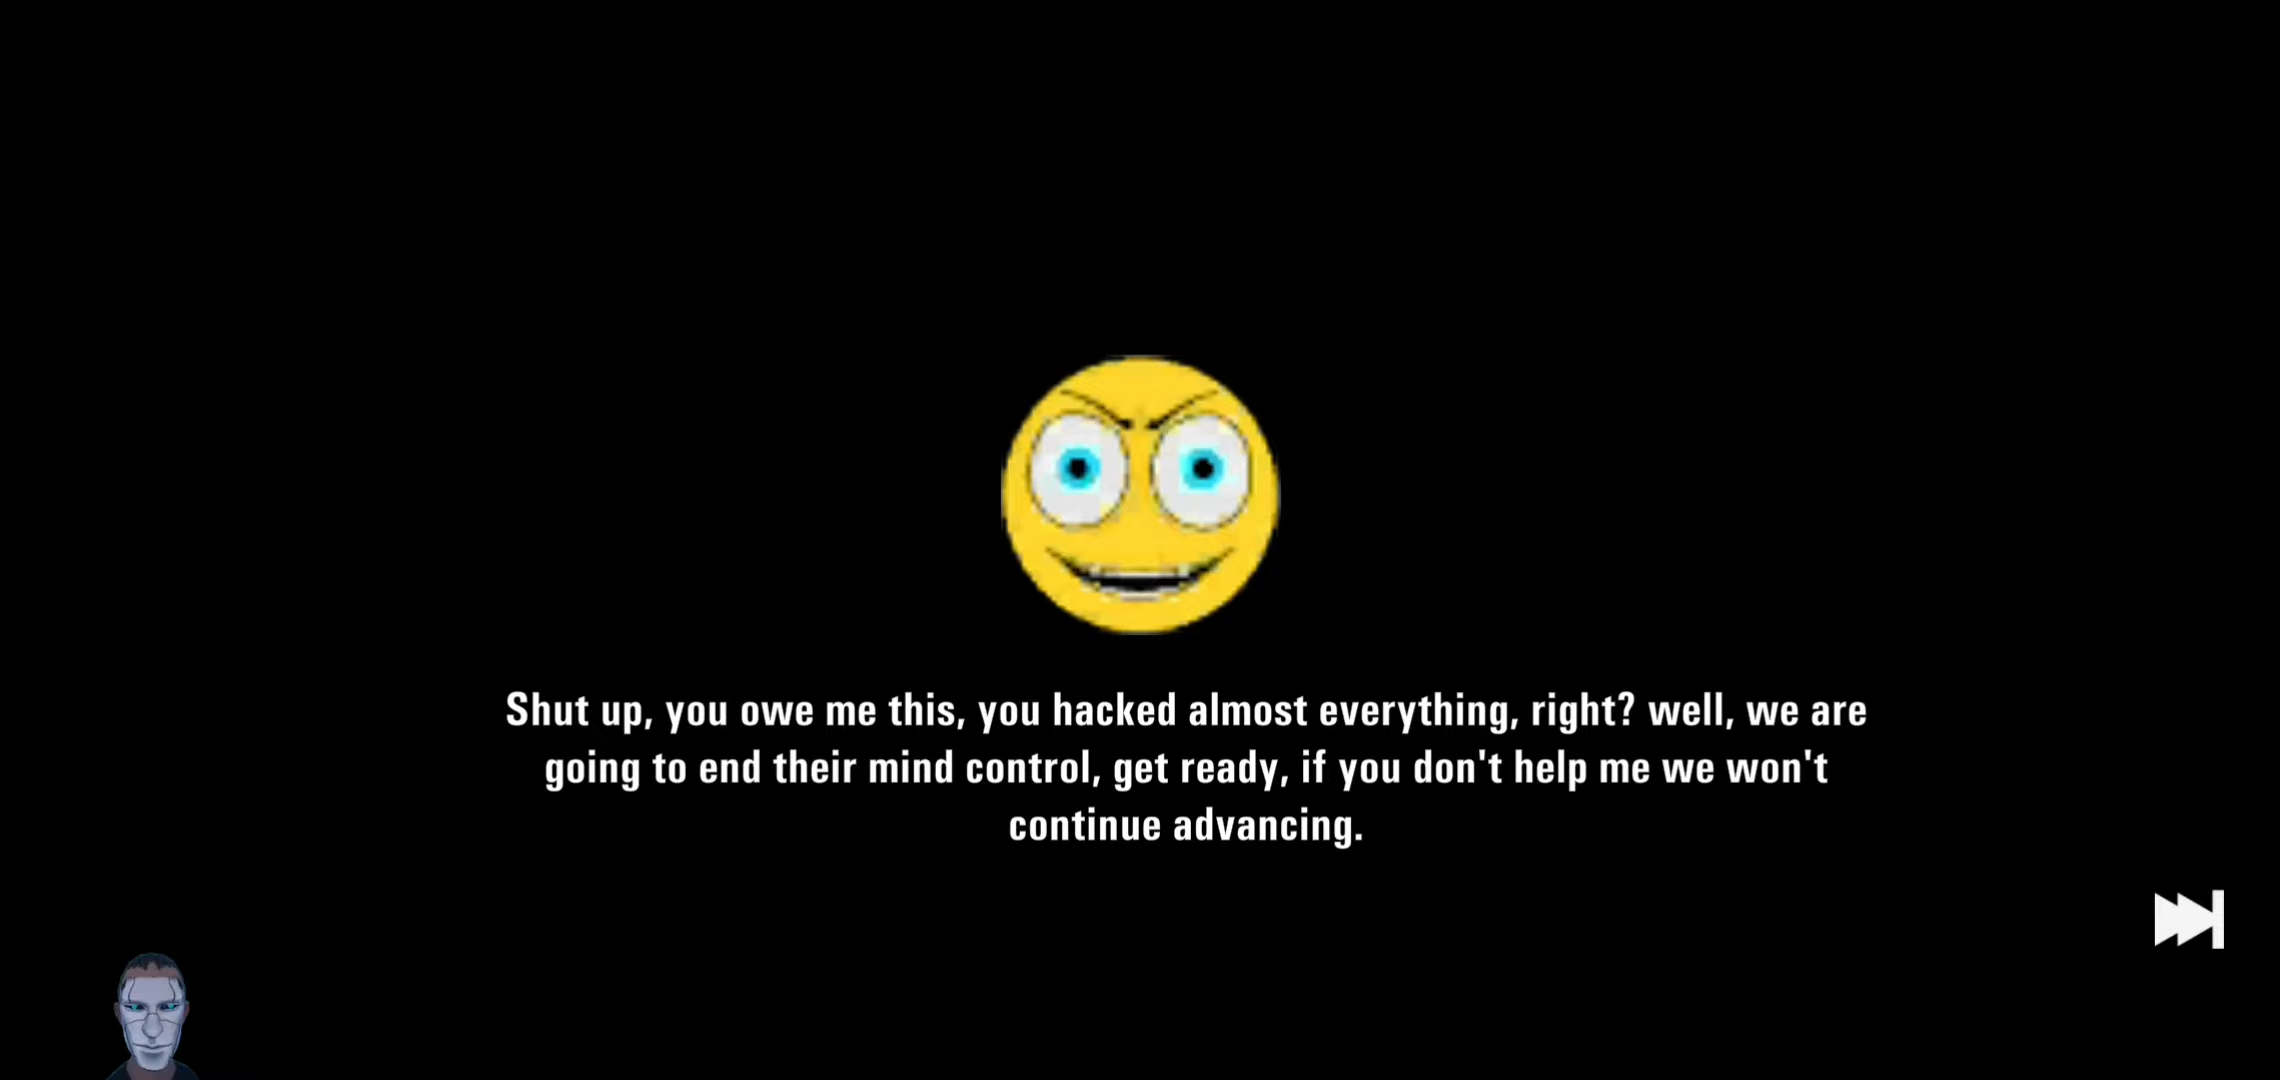 Shut up, you owe me this, you hacked almost everything, right? well, we are
going to end their mind control, get ready, if you don't help me we won't
continue advancing.